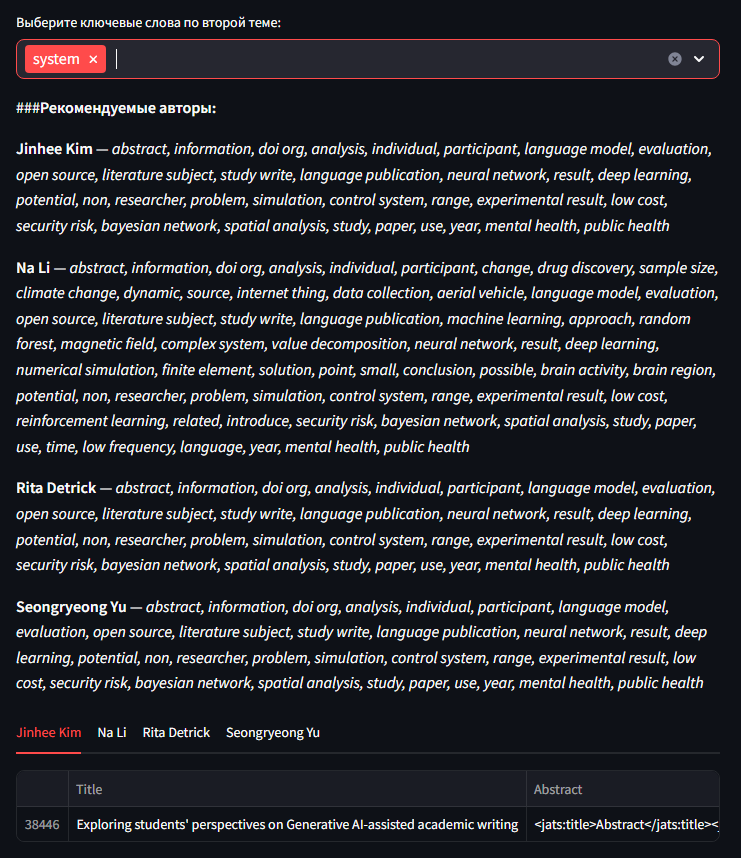 Выберите ключевые слова по второй теме:
system ×
###Рекомендуемые авторы:
Jinhee Kim — abstract, information, doi org, analysis, individual, participant, language model, evaluation,
open source, literature subject, study write, language publication, neural network, result, deep learning,
potential, non, researcher, problem, simulation, control system, range, experimental result, low cost,
security risk, bayesian network, spatial analysis, study, paper, use, year, mental health, public health
Na Li — abstract, information, doi org, analysis, individual, participant, change, drug discovery, sample size,
climate change, dynamic, source, internet thing, data collection, aerial vehicle, language model, evaluation,
open source, literature subject, study write, language publication, machine learning, approach, random
forest, magnetic field, complex system, value decomposition, neural network, result, deep learning,
numerical simulation, finite element, solution, point, small, conclusion, possible, brain activity, brain region,
potential, non, researcher, problem, simulation, control system, range, experimental result, low cost,
reinforcement learning, related, introduce, security risk, bayesian network, spatial analysis, study, paper,
use, time, low frequency, language, year, mental health, public health
Rita Detrick — abstract, information, doi org, analysis, individual, participant, language model, evaluation,
open source, literature subject, study write, language publication, neural network, result, deep learning,
potential, non, researcher, problem, simulation, control system, range, experimental result, low cost,
security risk, bayesian network, spatial analysis, study, paper, use, year, mental health, public health
Seongryeong Yu — abstract, information, doi org, analysis, individual, participant, language model,
evaluation, open source, literature subject, study write, language publication, neural network, result, deep
learning, potential, non, researcher, problem, simulation, control system, range, experimental result, low
cost, security risk, bayesian network, spatial analysis, study, paper, use, year, mental health, public health
Jinhee Kim Na Li Rita Detrick Seongryeong Yu
Title Abstract
38446 Exploring students' perspectives on Generative AI-assisted academic writing <jats:title>Abstract</jats:title><